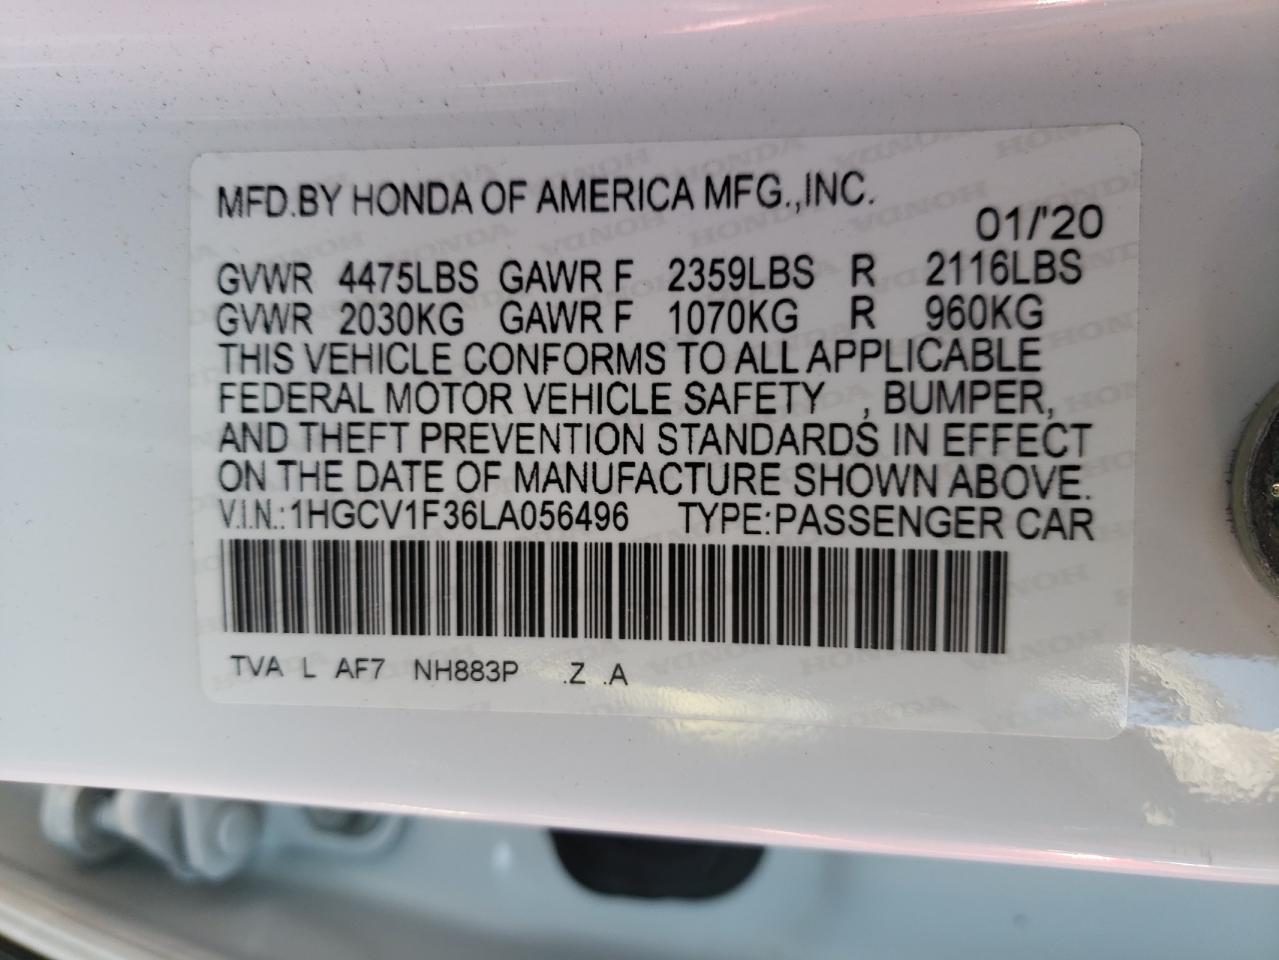 MFD.BY HONDA OF AMERICA MFG.,INC.
01/'20
GVWR 4475LBS GAWR F 2359LBS R 2116LBS
GVWR 2030KG GAWR F 1070KG R 960KG
THIS VEHICLE CONFORMS TO ALL APPLICABLE
FEDERAL MOTOR VEHICLE SAFETY , BUMPER,
AND THEFT PREVENTION STANDARDS IN EFFECT
ON THE DATE OF MANUFACTURE SHOWN ABOVE.
V.I.N.:1HGCV1F36LA056496 TYPE:PASSENGER CAR
TVA L AF7 NH883P .Z .A